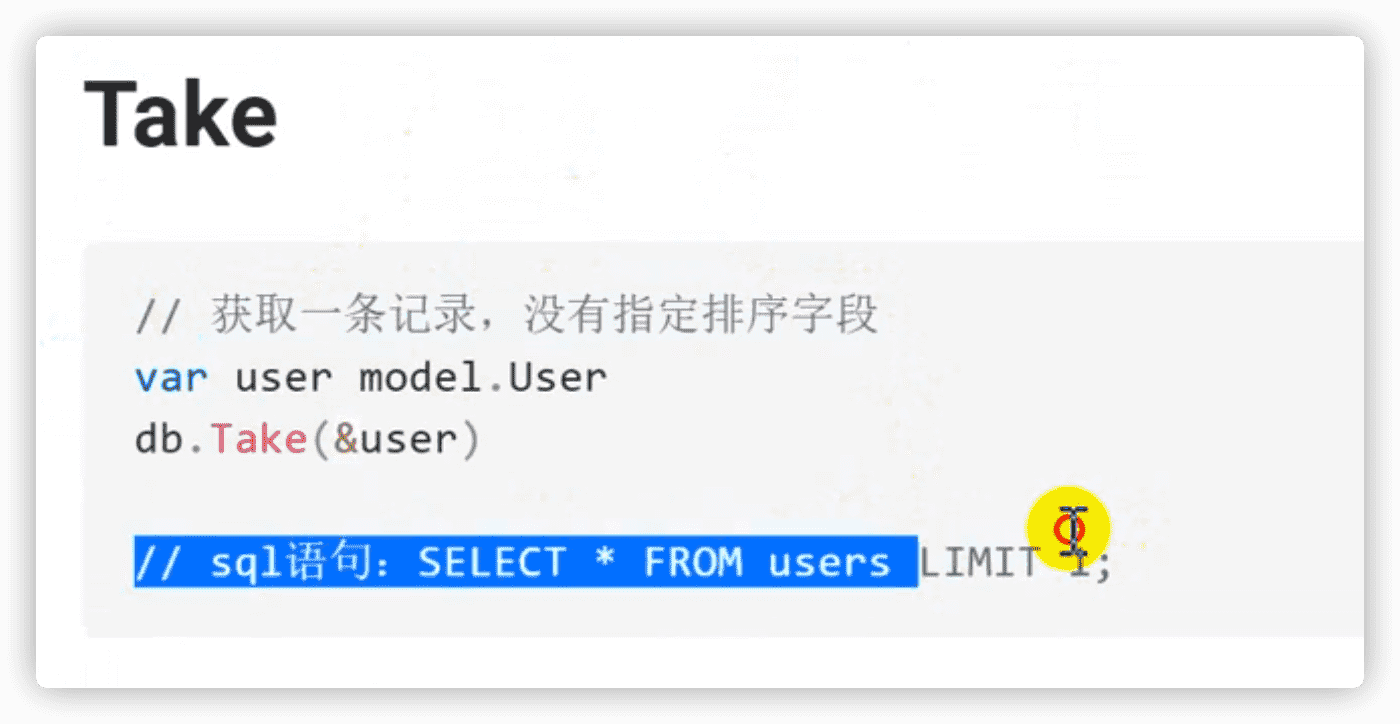 Take
// 获取一条记录，没有指定排序字段
var user model.User
db.Take(&user)
// sql语句：SELECT * FROM users LIMIT 1;